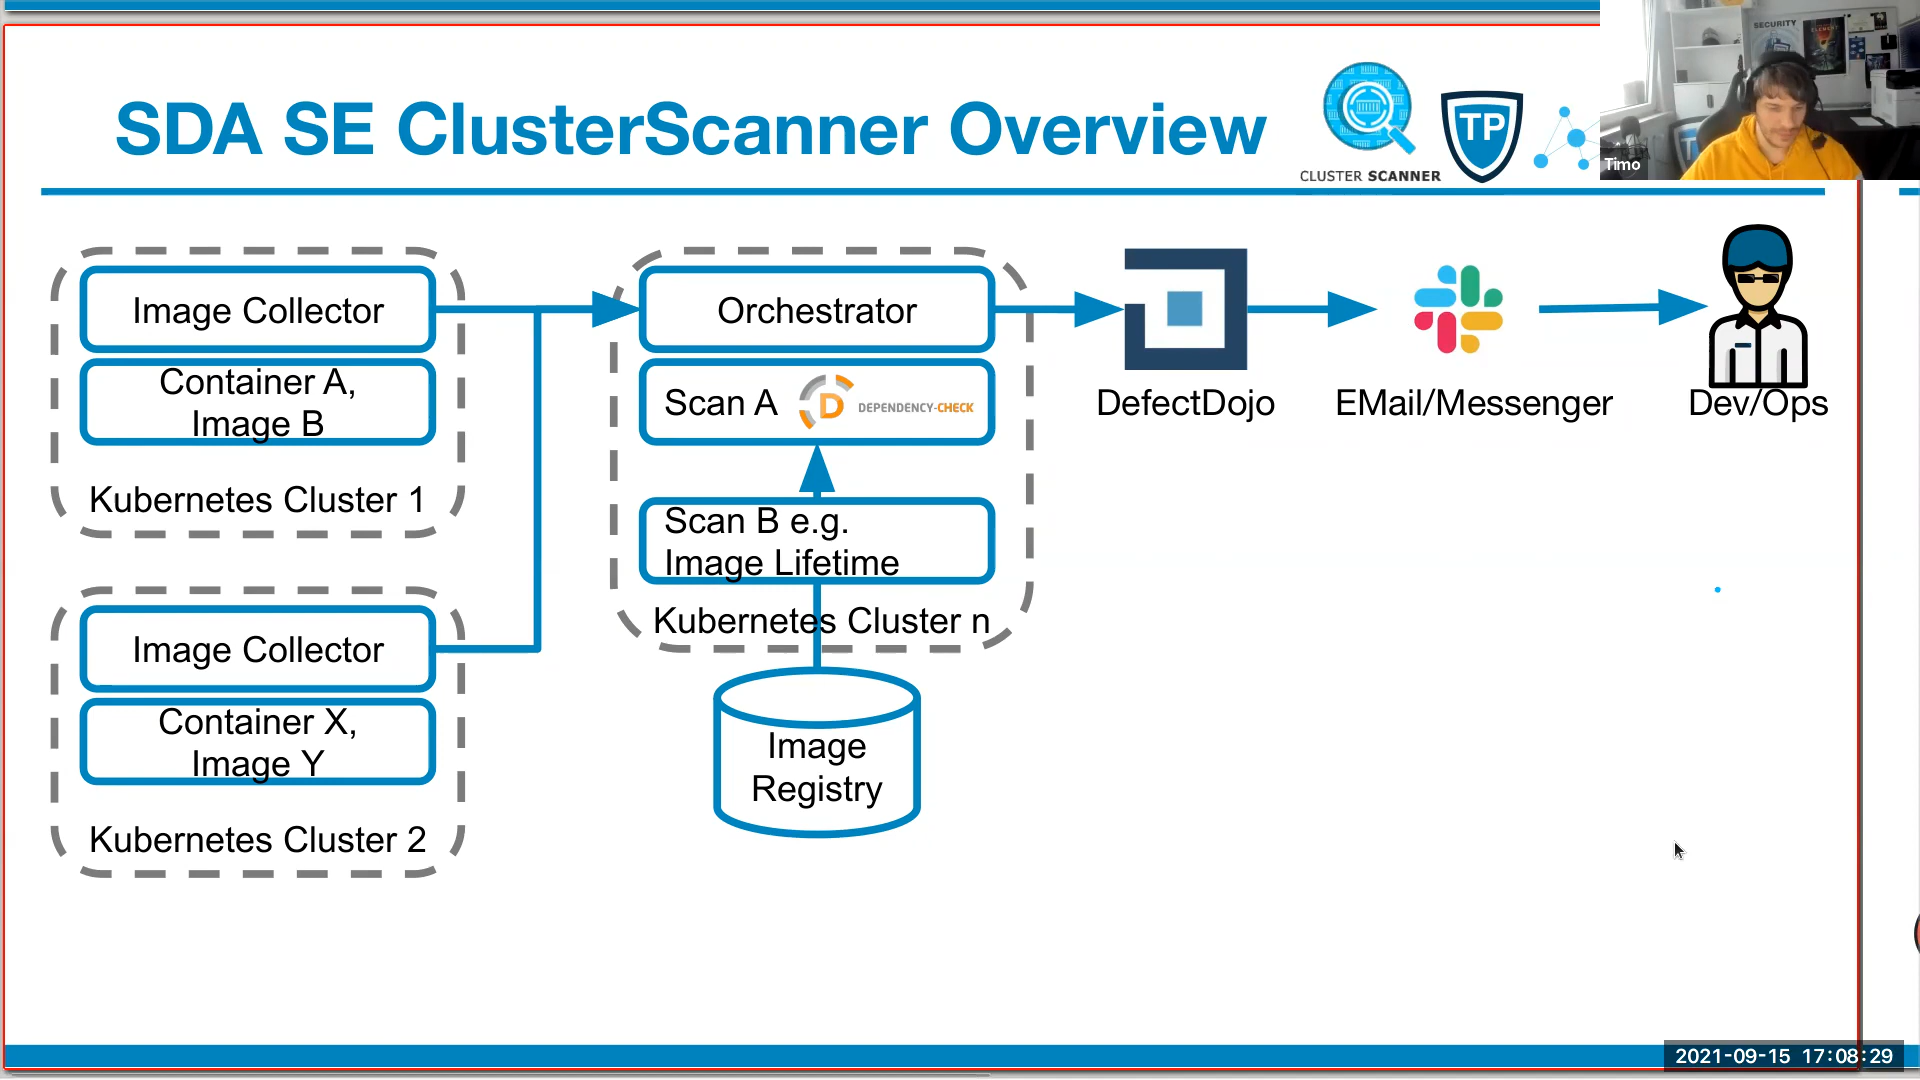 SDA SE ClusterScanner Overview
CLUSTER SCANNER
TP
SECURITY
Timo
Image Collector
Container A,
Image B
Kubernetes Cluster 1
Image Collector
Container X,
Image Y
Kubernetes Cluster 2
Orchestrator
Scan A
D DEPENDENCY-CHECK
Scan B e.g.
Image Lifetime
Kubernetes Cluster n
Image
Registry
DefectDojo
EMail/Messenger
Dev/Ops
2021-09-15 17:08:29